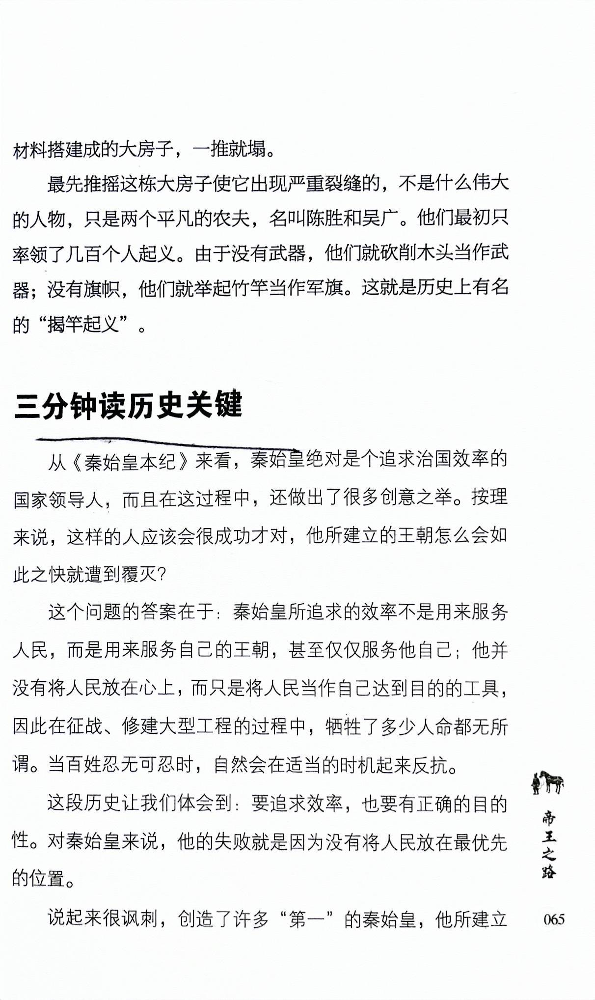 材料搭建成的大房子，一推就塌。
最先推摇这栋大房子使它出现严重裂缝的，不是什么伟大
的人物，只是两个平凡的农夫，名叫陈胜和吴广。他们最初只
率领了几百个人起义。由于没有武器，他们就砍削木头当作武
器；没有旗帜，他们就举起竹竿当作军旗。这就是历史上有名
的“揭竿起义”。
三分钟读历史关键
从《秦始皇本纪》来看，秦始皇绝对是个追求治国效率的
国家领导人，而且在这过程中，还做出了很多创意之举。按理
来说，这样的人应该会很成功才对，他所建立的王朝怎么会如
此之快就遭到覆灭？
这个问题的答案在于：秦始皇所追求的效率不是用来服务
人民，而是用来服务自己的王朝，甚至仅仅服务他自己；他并
没有将人民放在心上，而只是将人民当作自己达到目的的工具，
因此在征战、修建大型工程的过程中，牺牲了多少人命都无所
谓。当百姓忍无可忍时，自然会在适当的时机起来反抗。
这段历史让我们体会到：要追求效率，也要有正确的目的
性。对秦始皇来说，他的失败就是因为没有将人民放在最优先
的位置。
说起来很讽刺，创造了许多“第一”的秦始皇，他所建立
帝王之路
065